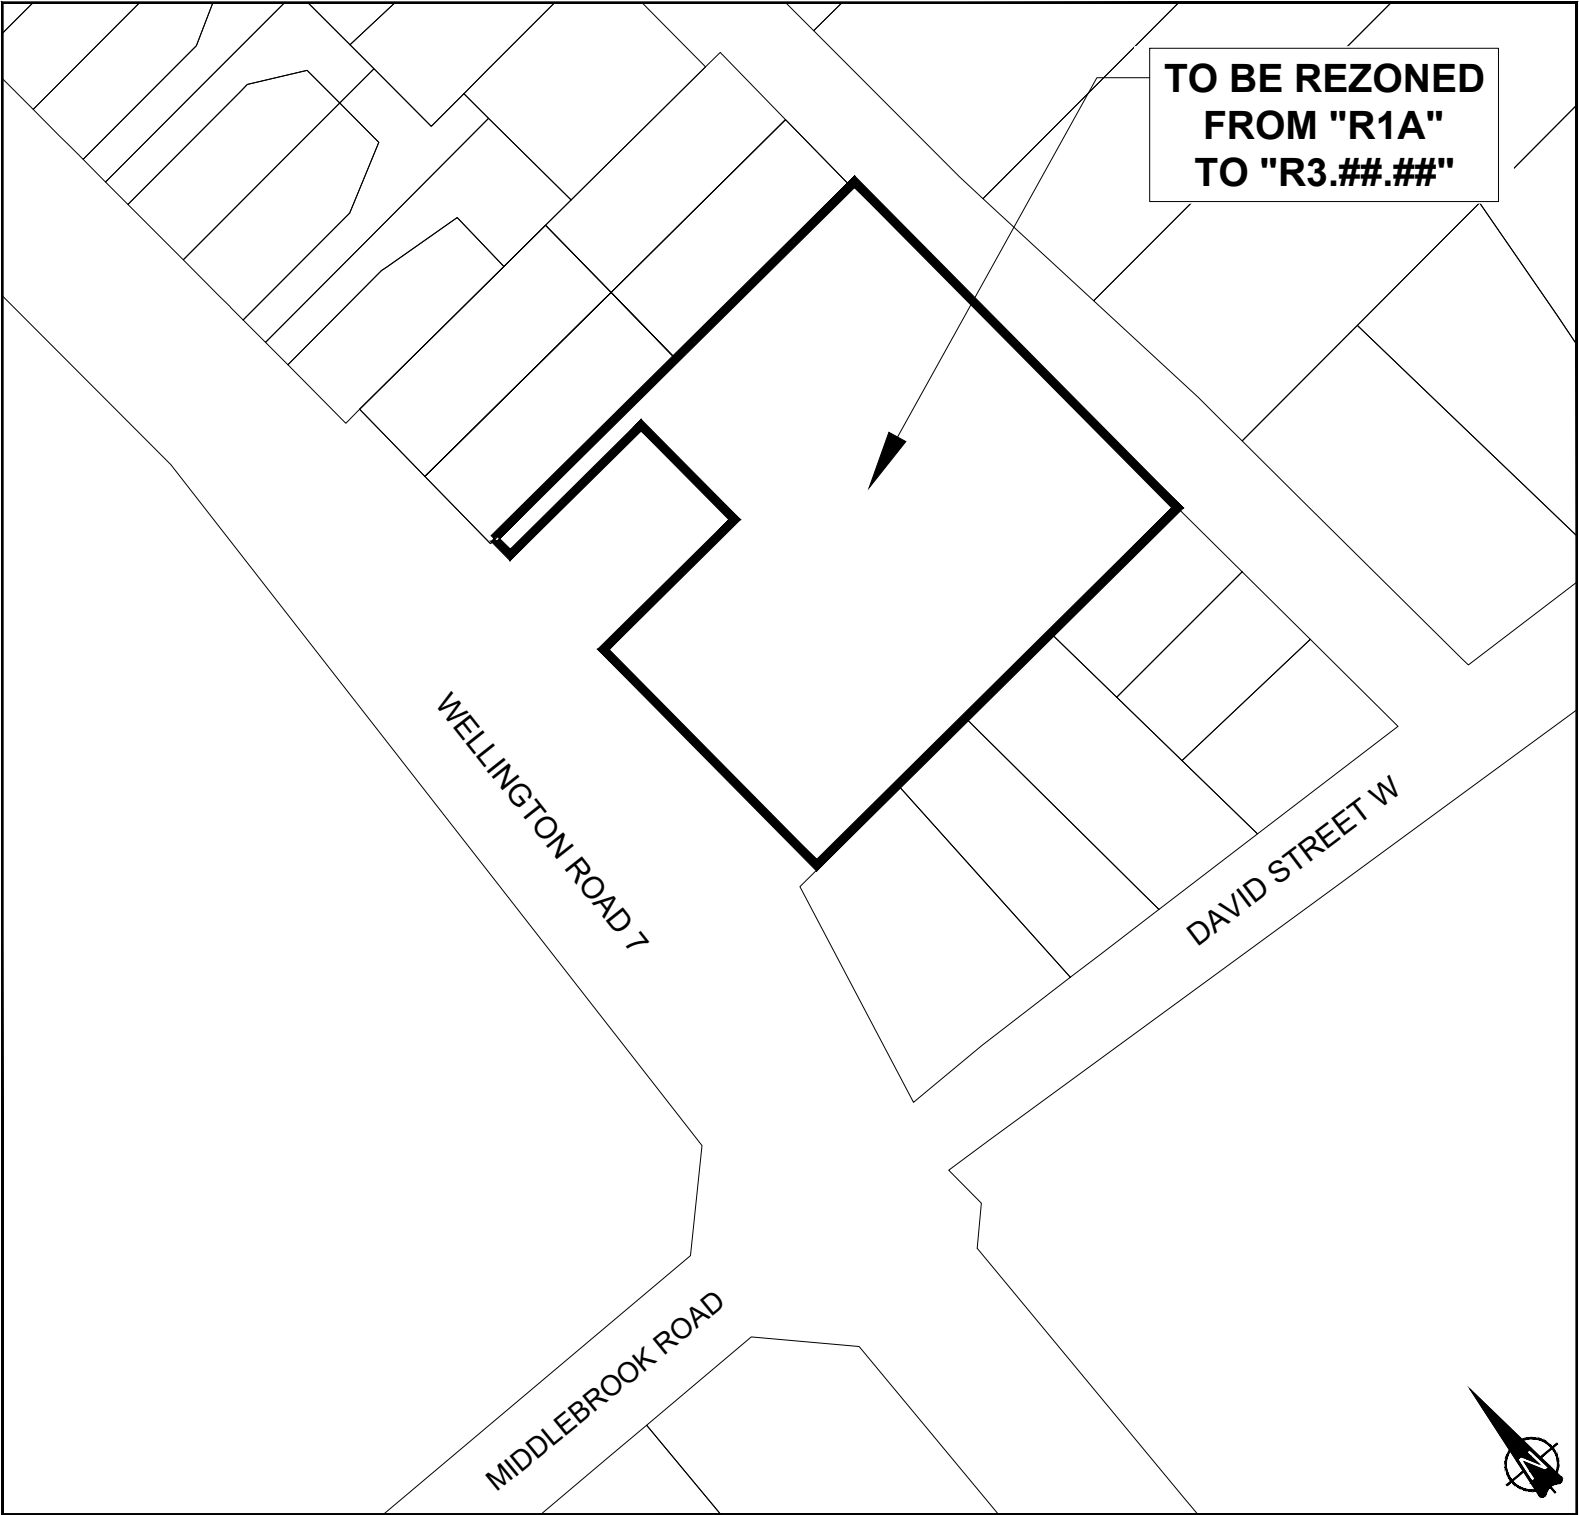 TO BE REZONED
FROM "R1A"
TO "R3.##.##"
WELLINGTON ROAD 7
DAVID STREET W
MIDDLEBROOK ROAD
N